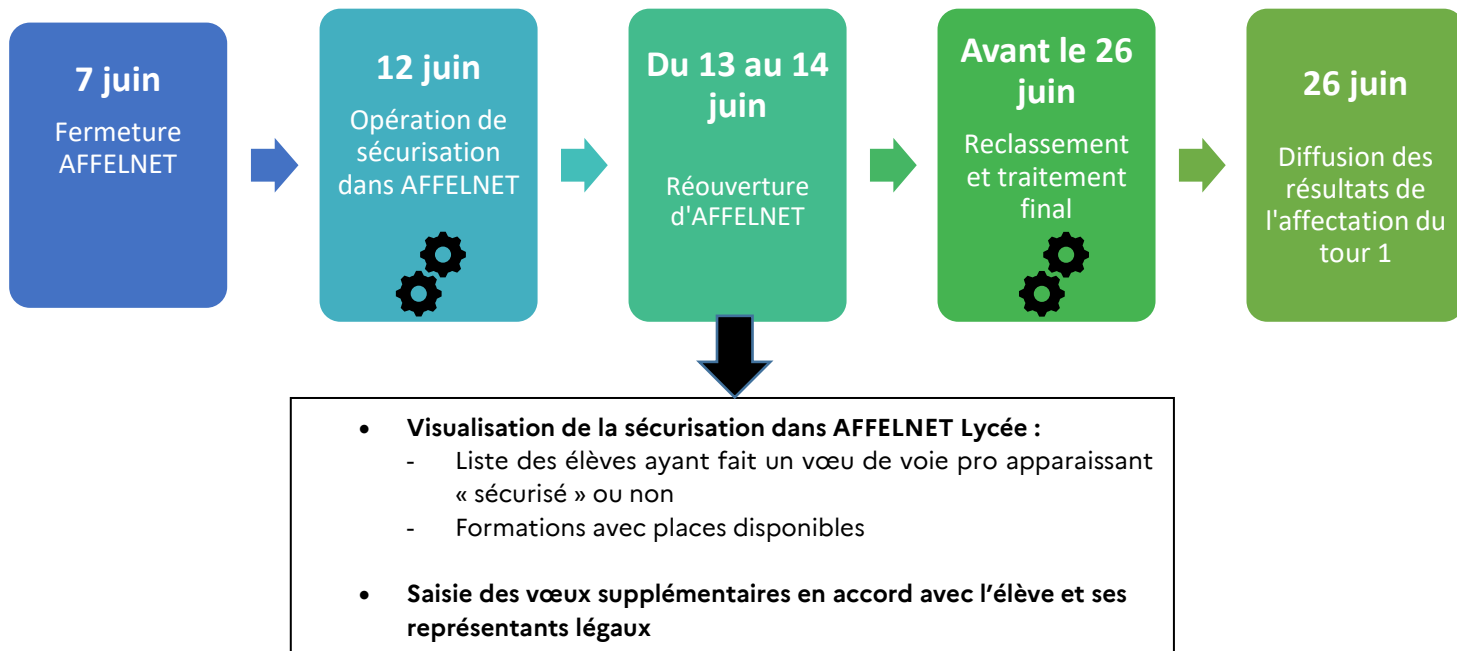 7 juin
Fermeture
AFFELNET
12 juin
Opération de
sécurisation
dans AFFELNET
Du 13 au 14
juin
Réouverture
d'AFFELNET
Avant le 26
juin
Reclassement
et traitement
final
26 juin
Diffusion des
résultats de
l'affectation du
tour 1
• Visualisation de la sécurisation dans AFFELNET Lycée :
- Liste des élèves ayant fait un vœu de voie pro apparaissant
« sécurisé » ou non
- Formations avec places disponibles
• Saisie des vœux supplémentaires en accord avec l’élève et ses
représentants légaux